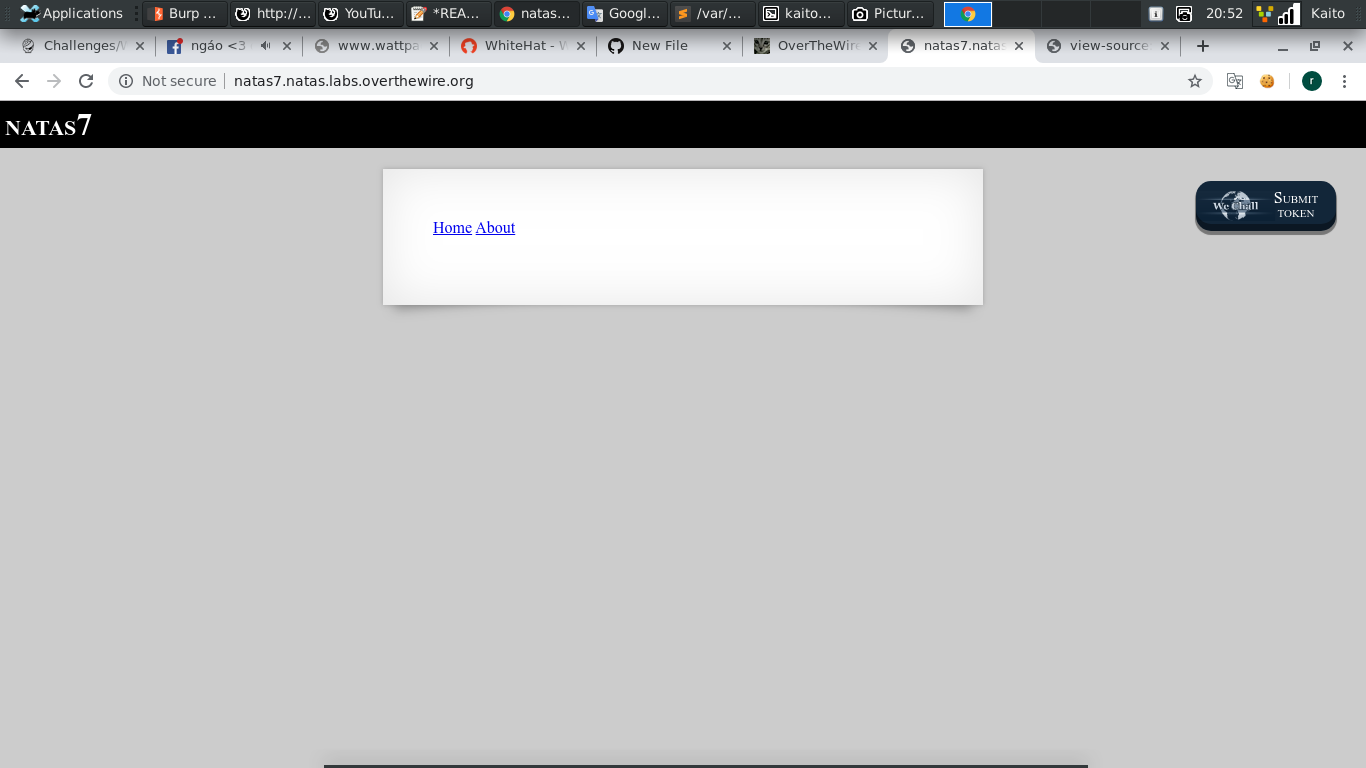 Applications Burp ... http://... YouTu... *REA... natas... Googl... /var/... kaito... Pictur... 20:52 Kaito
Challenges/ ngáo <3 www.wattpa WhiteHat - New File OverTheWire natas7.natas view-source
Not secure natas7.natas.labs.overthewire.org r
NATAS7
We Chall SUBMIT
TOKEN
Home About